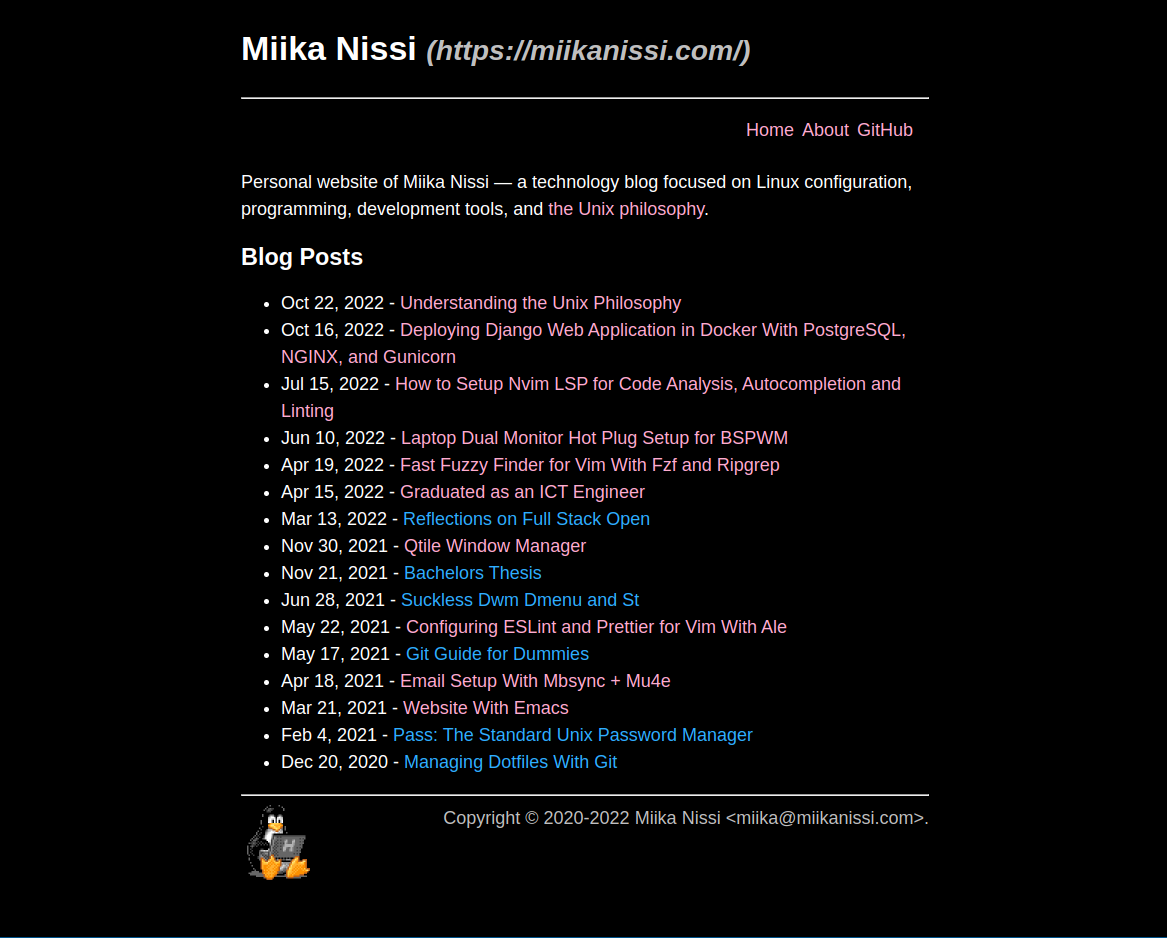 Miika Nissi (https://miikanissi.com/)
Home About GitHub
Personal website of Miika Nissi — a technology blog focused on Linux configuration,
programming, development tools, and the Unix philosophy.
Blog Posts
Oct 22, 2022 - Understanding the Unix Philosophy
Oct 16, 2022 - Deploying Django Web Application in Docker With PostgreSQL,
NGINX, and Gunicorn
Jul 15, 2022 - How to Setup Nvim LSP for Code Analysis, Autocompletion and
Linting
Jun 10, 2022 - Laptop Dual Monitor Hot Plug Setup for BSPWM
Apr 19, 2022 - Fast Fuzzy Finder for Vim With Fzf and Ripgrep
Apr 15, 2022 - Graduated as an ICT Engineer
Mar 13, 2022 - Reflections on Full Stack Open
Nov 30, 2021 - Qtile Window Manager
Nov 21, 2021 - Bachelors Thesis
Jun 28, 2021 - Suckless Dwm Dmenu and St
May 22, 2021 - Configuring ESLint and Prettier for Vim With Ale
May 17, 2021 - Git Guide for Dummies
Apr 18, 2021 - Email Setup With Mbsync + Mu4e
Mar 21, 2021 - Website With Emacs
Feb 4, 2021 - Pass: The Standard Unix Password Manager
Dec 20, 2020 - Managing Dotfiles With Git
Copyright © 2020-2022 Miika Nissi <miika@miikanissi.com>.
H